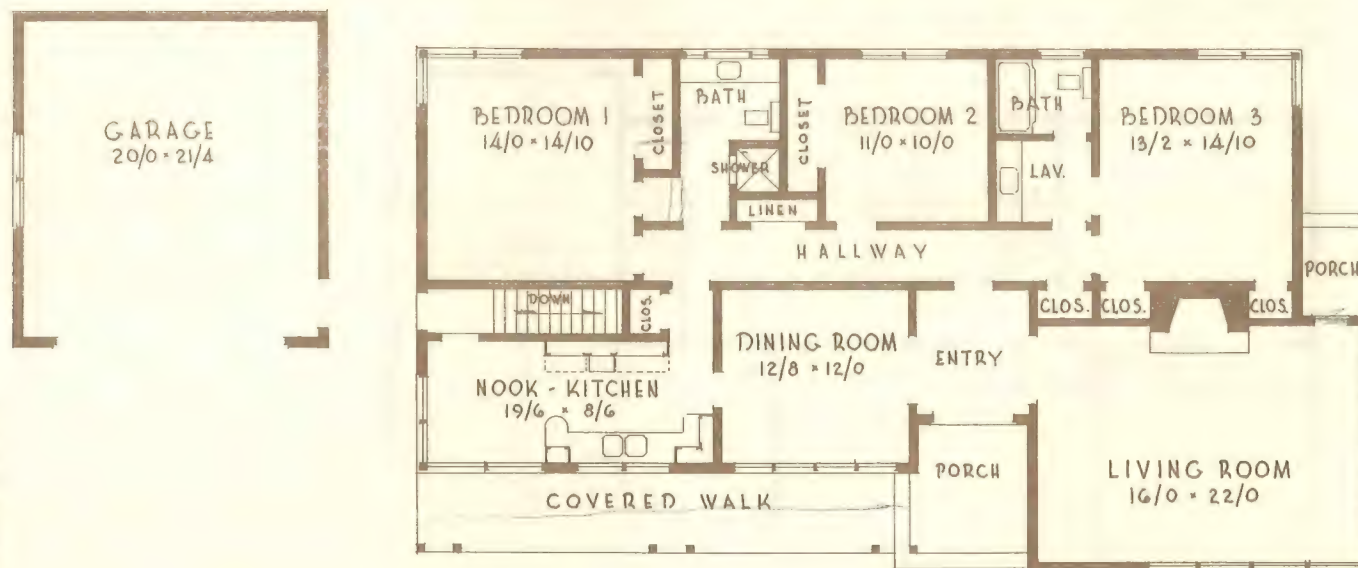 GARAGE
20/0 × 21/4
BEDROOM 1
14/0 × 14/10
CLOSET
BATH
SHOWER
LINEN
CLOSET
BEDROOM 2
11/0 × 10/0
BATH
LAV.
BEDROOM 3
13/2 × 14/10
HALLWAY
PORCH
DOWN
CLOS.
CLOS.
CLOS.
CLOS.
DINING ROOM
12/8 × 12/0
ENTRY
NOOK - KITCHEN
19/6 × 8/6
PORCH
LIVING ROOM
16/0 × 22/0
COVERED WALK